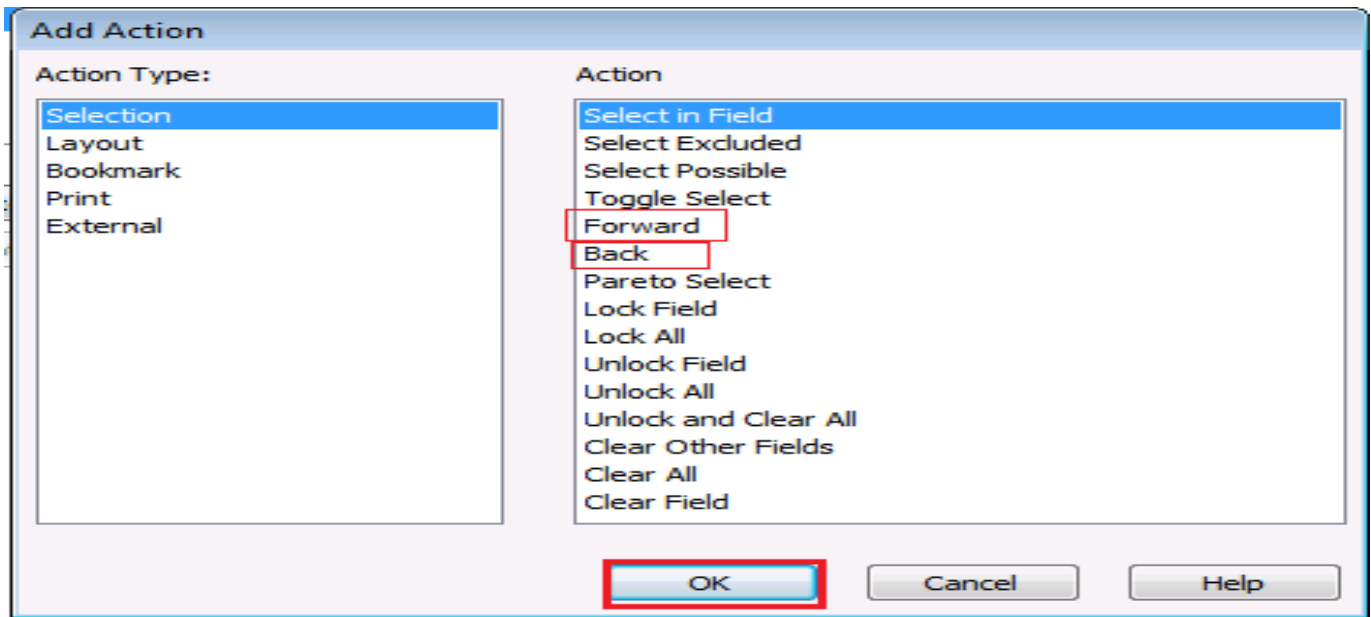 Add Action
Action Type:
Action
Selection
Layout
Bookmark
Print
External
Select in Field
Select Excluded
Select Possible
Toggle Select
Forward
Back
Pareto Select
Lock Field
Lock All
Unlock Field
Unlock All
Unlock and Clear All
Clear Other Fields
Clear All
Clear Field
OK
Cancel
Help